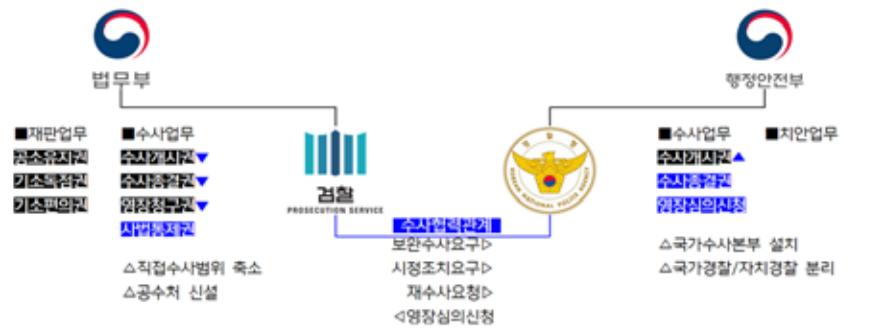 법무부
행정안전부
■재판업무
공소유지권
기소독점권
기소편의권
■수사업무
수사개시권▼
수사종결권▼
영장청구권▼
사법통제권
△직접수사범위 축소
△공수처 신설
검찰
PROSECUTION SERVICE
경찰청
KOREAN NATIONAL POLICE AGENCY
수사협력관계
보완수사요구▷
시정조치요구▷
재수사요청▷
◁영장심의신청
■수사업무
수사개시권▲
수사종결권
영장심의신청
■치안업무
△국가수사본부 설치
△국가경찰/자치경찰 분리